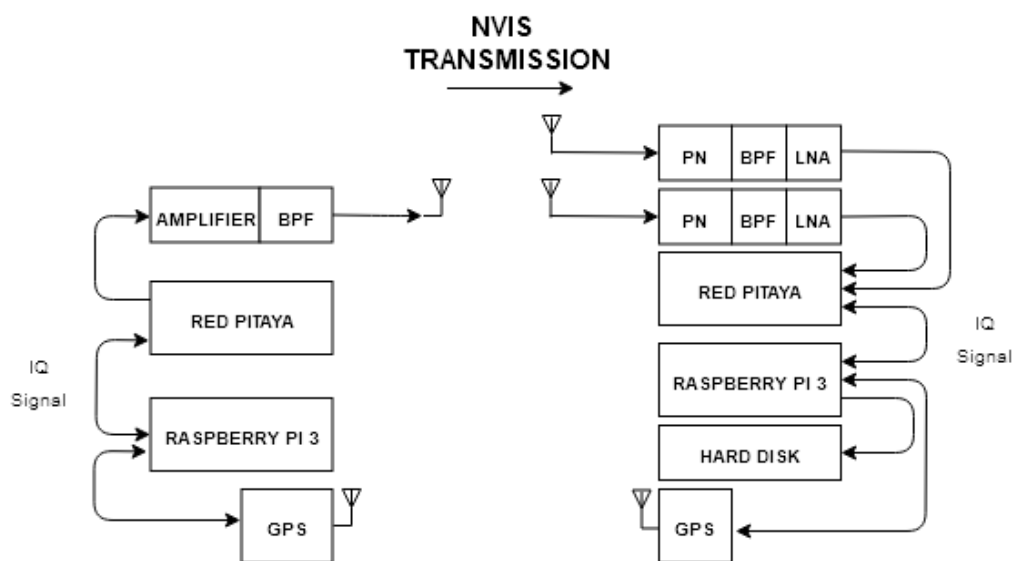 NVIS
TRANSMISSION
AMPLIFIER BPF
RED PITAYA
IQ
Signal
RASPBERRY PI 3
GPS
PN BPF LNA
PN BPF LNA
RED PITAYA
IQ
Signal
RASPBERRY PI 3
HARD DISK
GPS